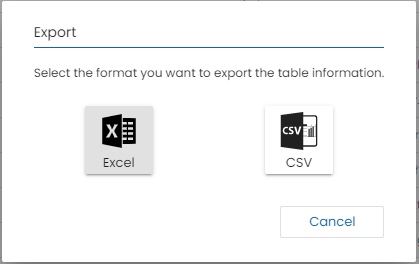 Export
Select the format you want to export the table information.
X
CSV
Excel
CSV
Cancel